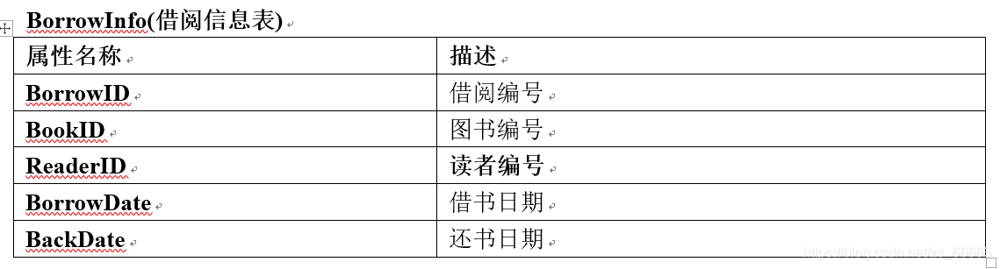 BorrowInfo(借阅信息表)
属性名称 描述
BorrowID 借阅编号
BookID 图书编号
ReaderID 读者编号
BorrowDate 借书日期
BackDate 还书日期
https://blog.csdn.net/zs_66666